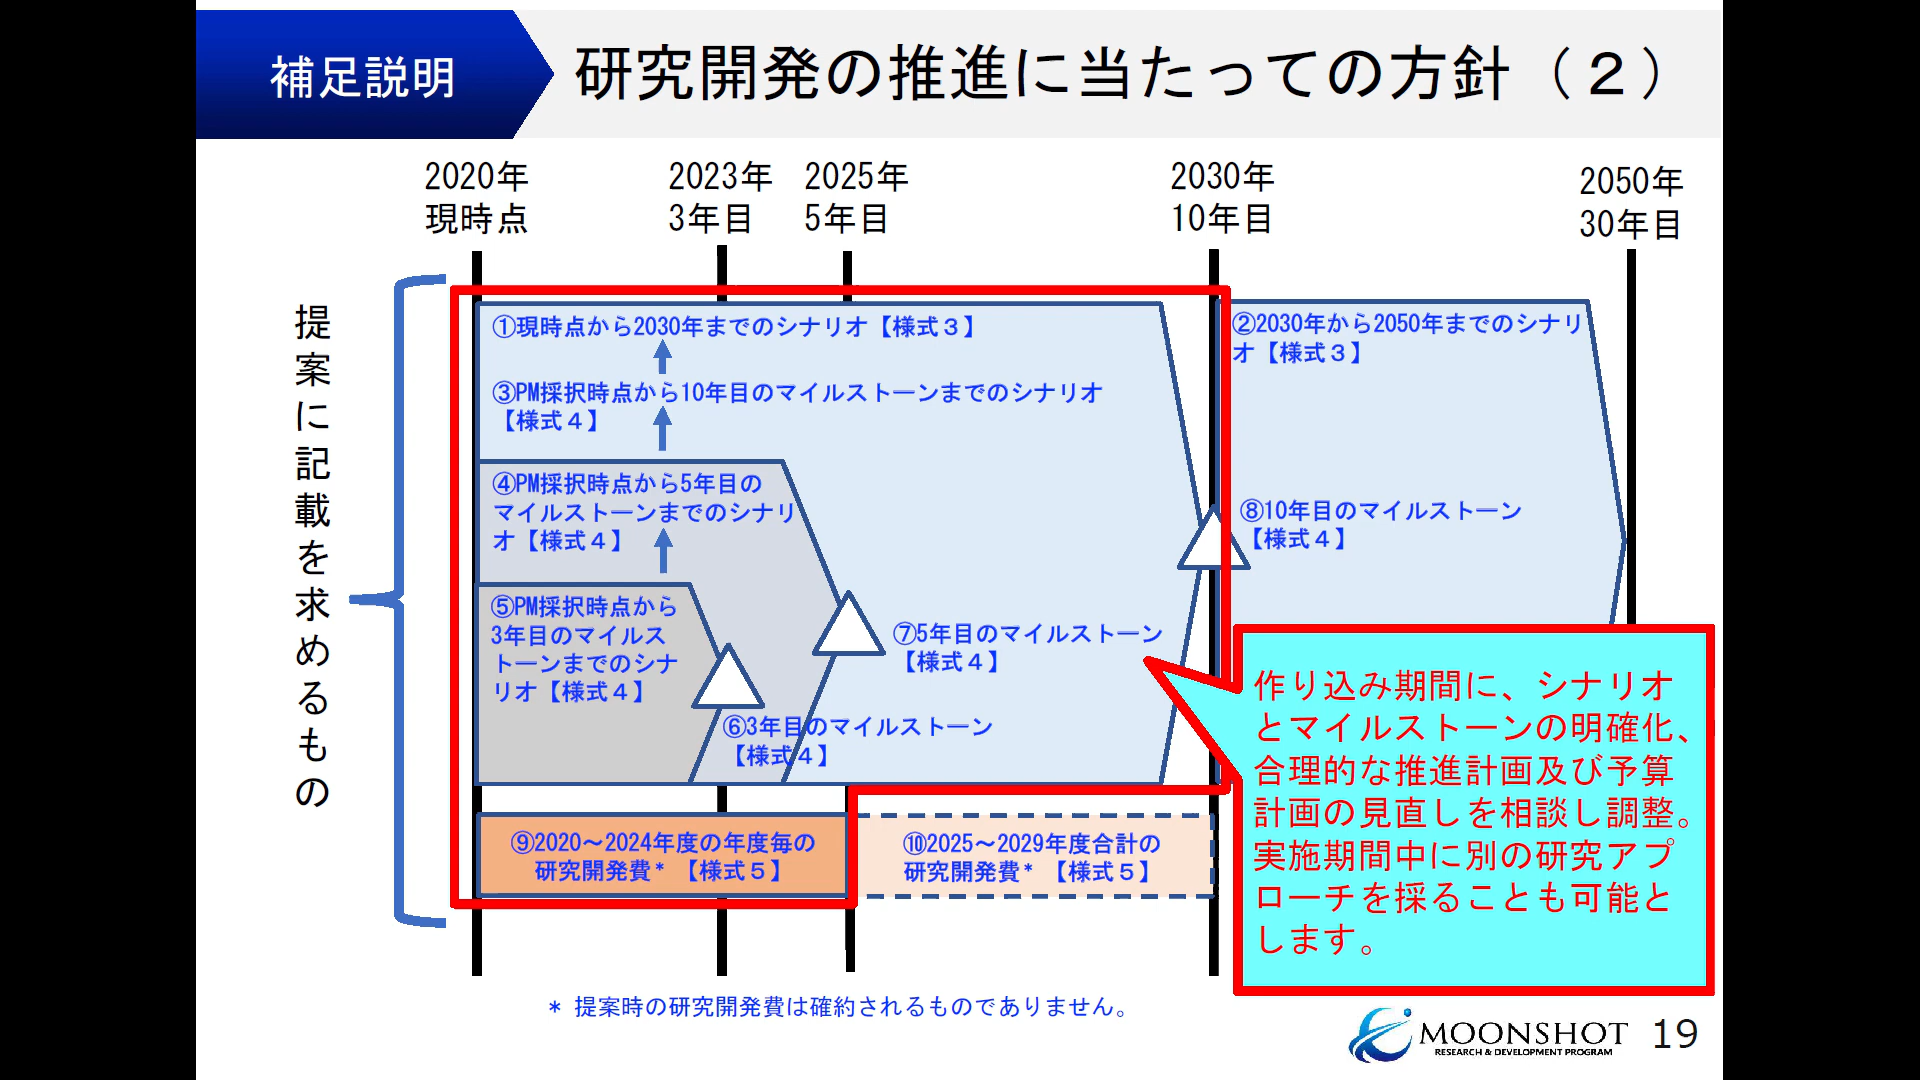 補足説明
研究開発の推進に当たっての方針（２）
2020年
現時点
2023年
3年目
2025年
5年目
2030年
10年目
2050年
30年目
提案に記載を求めるもの
①現時点から2030年までのシナリオ【様式３】
②2030年から2050年までのシナリ
オ【様式３】
③PM採択時点から10年目のマイルストーンまでのシナリオ
【様式４】
④PM採択時点から5年目の
マイルストーンまでのシナリ
オ【様式４】
⑧10年目のマイルストーン
【様式４】
⑤PM採択時点から
3年目のマイルス
トーンまでのシナ
リオ【様式４】
⑦5年目のマイルストーン
【様式４】
⑥3年目のマイルストーン
【様式４】
作り込み期間に、シナリオ
とマイルストーンの明確化、
合理的な推進計画及び予算
計画の見直しを相談し調整。
実施期間中に別の研究アプ
ローチを採ることも可能と
します。
⑨2020～2024年度の年度毎の
研究開発費*【様式５】
⑩2025～2029年度合計の
研究開発費*【様式５】
* 提案時の研究開発費は確約されるものでありません。
MOONSHOT
RESEARCH & DEVELOPMENT PROGRAM
19